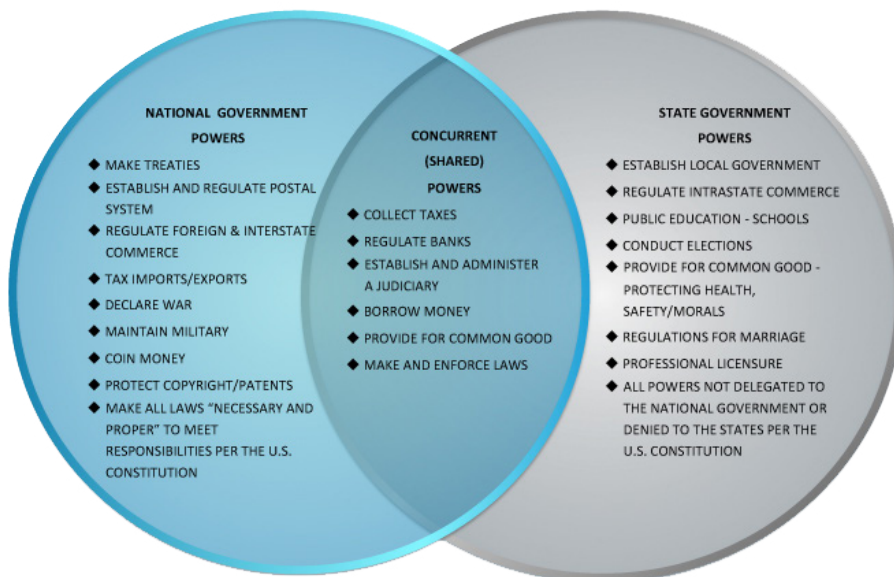 NATIONAL GOVERNMENT
POWERS
◆ MAKE TREATIES
◆ ESTABLISH AND REGULATE POSTAL
SYSTEM
◆ REGULATE FOREIGN & INTERSTATE
COMMERCE
◆ TAX IMPORTS/EXPORTS
◆ DECLARE WAR
◆ MAINTAIN MILITARY
◆ COIN MONEY
◆ PROTECT COPYRIGHT/PATENTS
◆ MAKE ALL LAWS “NECESSARY AND
PROPER” TO MEET
RESPONSIBILITIES PER THE U.S.
CONSTITUTION
CONCURRENT
(SHARED)
POWERS
◆ COLLECT TAXES
◆ REGULATE BANKS
◆ ESTABLISH AND ADMINISTER
A JUDICIARY
◆ BORROW MONEY
◆ PROVIDE FOR COMMON GOOD
◆ MAKE AND ENFORCE LAWS
STATE GOVERNMENT
POWERS
◆ ESTABLISH LOCAL GOVERNMENT
◆ REGULATE INTRASTATE COMMERCE
◆ PUBLIC EDUCATION - SCHOOLS
◆ CONDUCT ELECTIONS
◆ PROVIDE FOR COMMON GOOD -
PROTECTING HEALTH,
SAFETY/MORALS
◆ REGULATIONS FOR MARRIAGE
◆ PROFESSIONAL LICENSURE
◆ ALL POWERS NOT DELEGATED TO
THE NATIONAL GOVERNMENT OR
DENIED TO THE STATES PER THE
U.S. CONSTITUTION